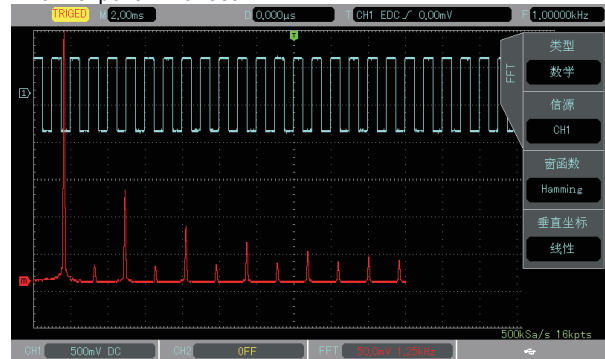 TRIGED M 2.00ms D 0.000μs T CH1 EDC 0.00mV F 1.00000kHz
T
FFT
类型
数学
信源
CH1
窗函数
Hamming
垂直坐标
线性
1
m
500kSa/s 16kpts
CH1 500mV DC CH2 OFF FFT